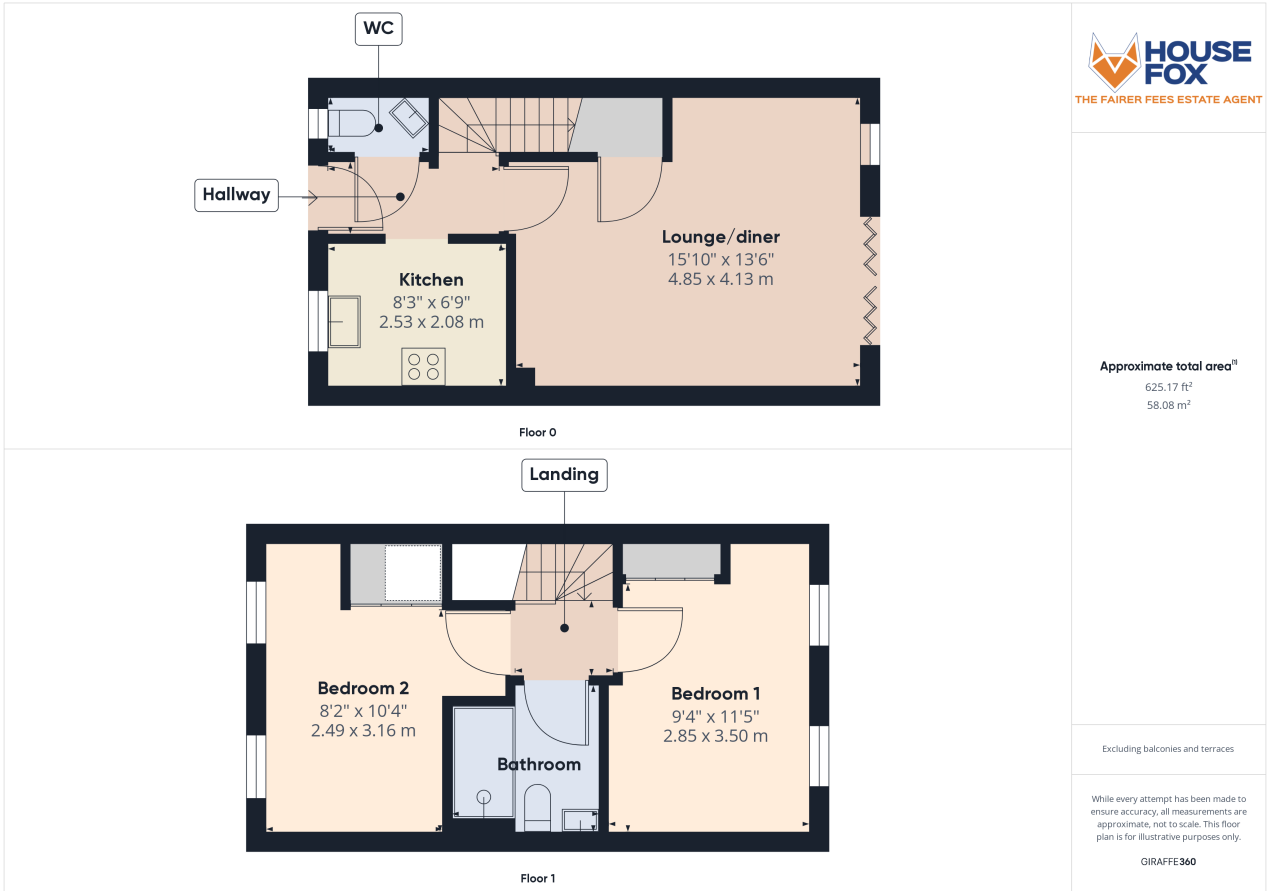 WC
Hallway
Kitchen
8'3" x 6'9"
2.53 x 2.08 m
Lounge/diner
15'10" x 13'6"
4.85 x 4.13 m
Floor 0
Landing
Bedroom 2
8'2" x 10'4"
2.49 x 3.16 m
Bathroom
Bedroom 1
9'4" x 11'5"
2.85 x 3.50 m
Floor 1
HOUSE
FOX
THE FAIRER FEES ESTATE AGENT
Approximate total area⁽¹⁾
625.17 ft²
58.08 m²
Excluding balconies and terraces
While every attempt has been made to
ensure accuracy, all measurements are
approximate, not to scale. This floor
plan is for illustrative purposes only.
GIRAFFE360